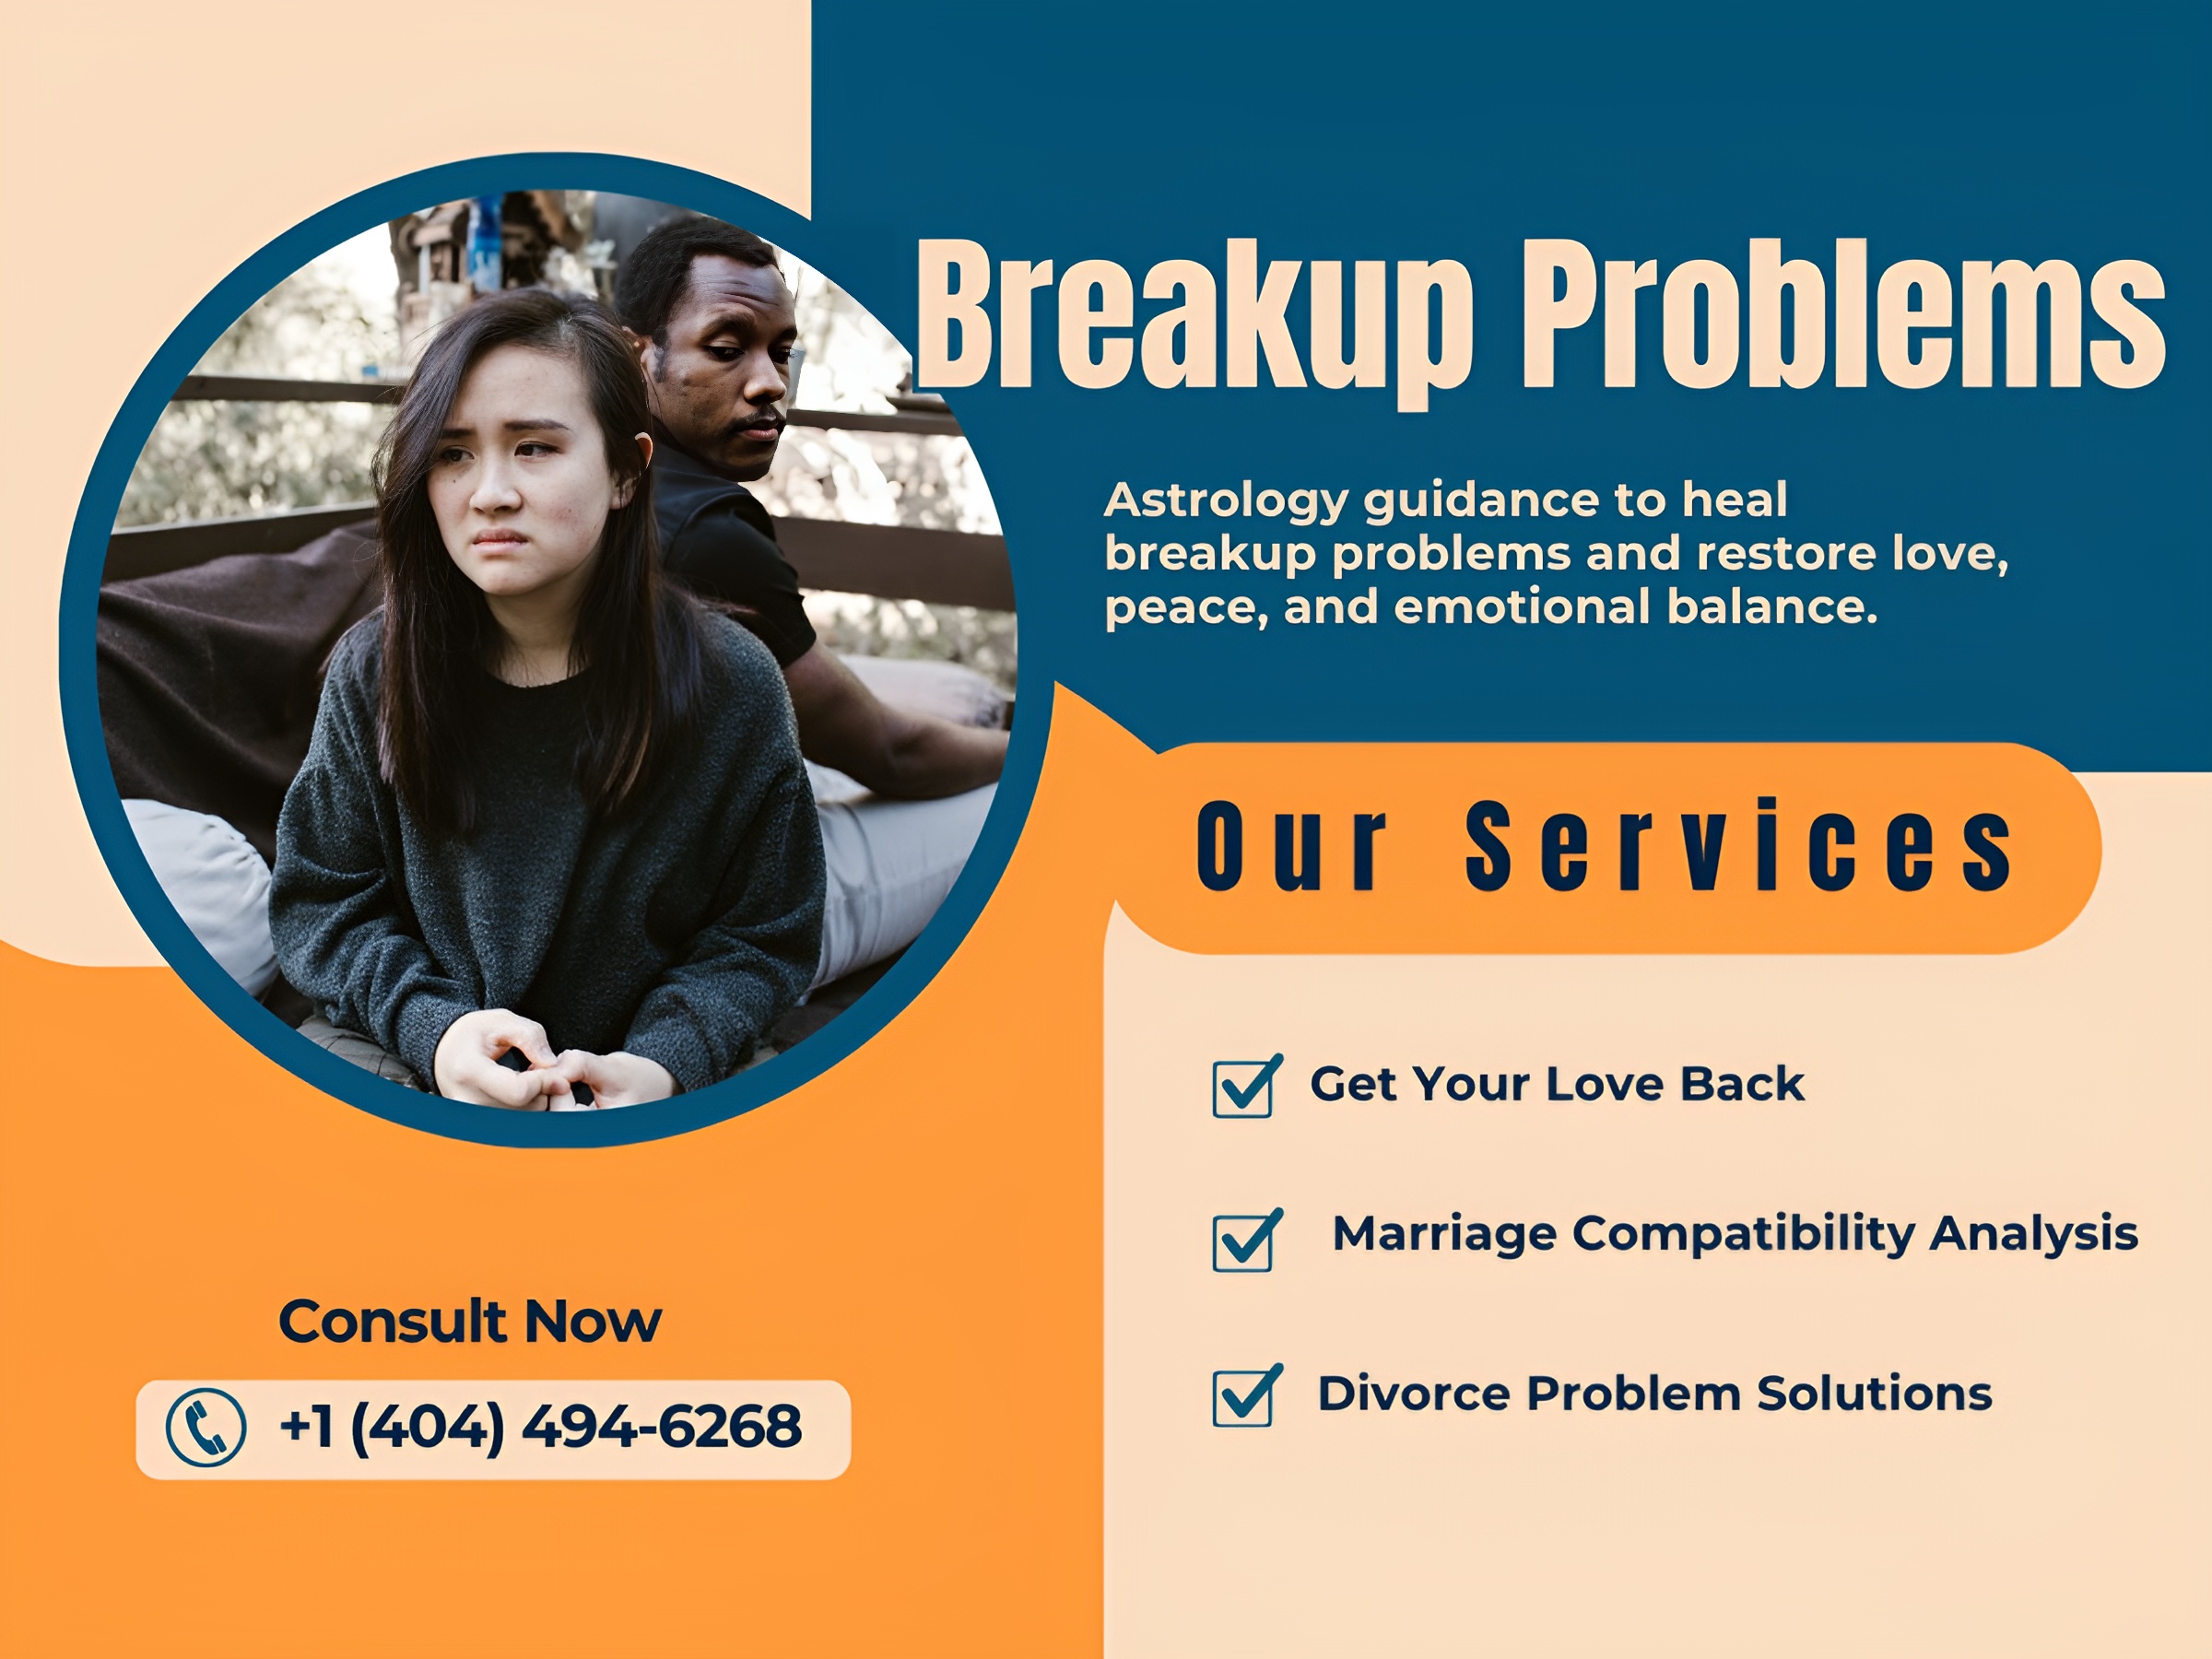 Breakup Problems
Astrology guidance to heal
breakup problems and restore love,
peace, and emotional balance.
Our Services
Get Your Love Back
Marriage Compatibility Analysis
Divorce Problem Solutions
Consult Now
+1 (404) 494-6268